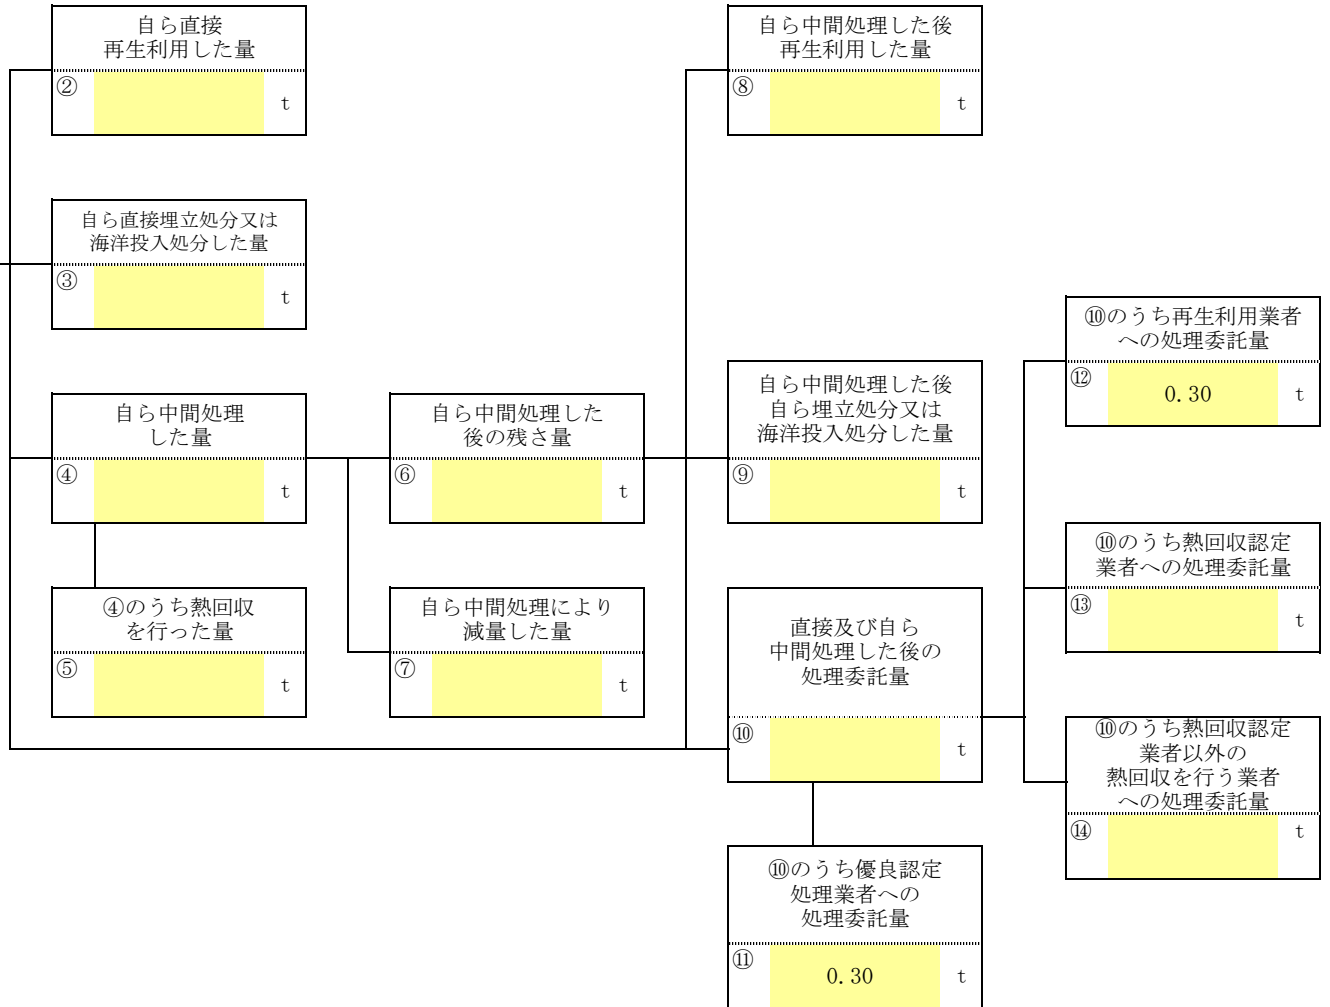 自ら直接
再生利用した量
②
t
自ら中間処理した後
再生利用した量
⑧
t
自ら直接埋立処分又は
海洋投入処分した量
③
t
⑩のうち再生利用業者
への処理委託量
⑫
0.30 t
自ら中間処理
した量
④
t
自ら中間処理した
後の残さ量
⑥
t
自ら中間処理した後
自ら埋立処分又は
海洋投入処分した量
⑨
t
⑩のうち熱回収認定
業者への処理委託量
⑬
t
④のうち熱回収
を行った量
⑤
t
自ら中間処理により
減量した量
⑦
t
直接及び自ら
中間処理した後の
処理委託量
⑩
t
⑩のうち熱回収認定
業者以外の
熱回収を行う業者
への処理委託量
⑭
t
⑩のうち優良認定
処理業者への
処理委託量
⑪
0.30 t